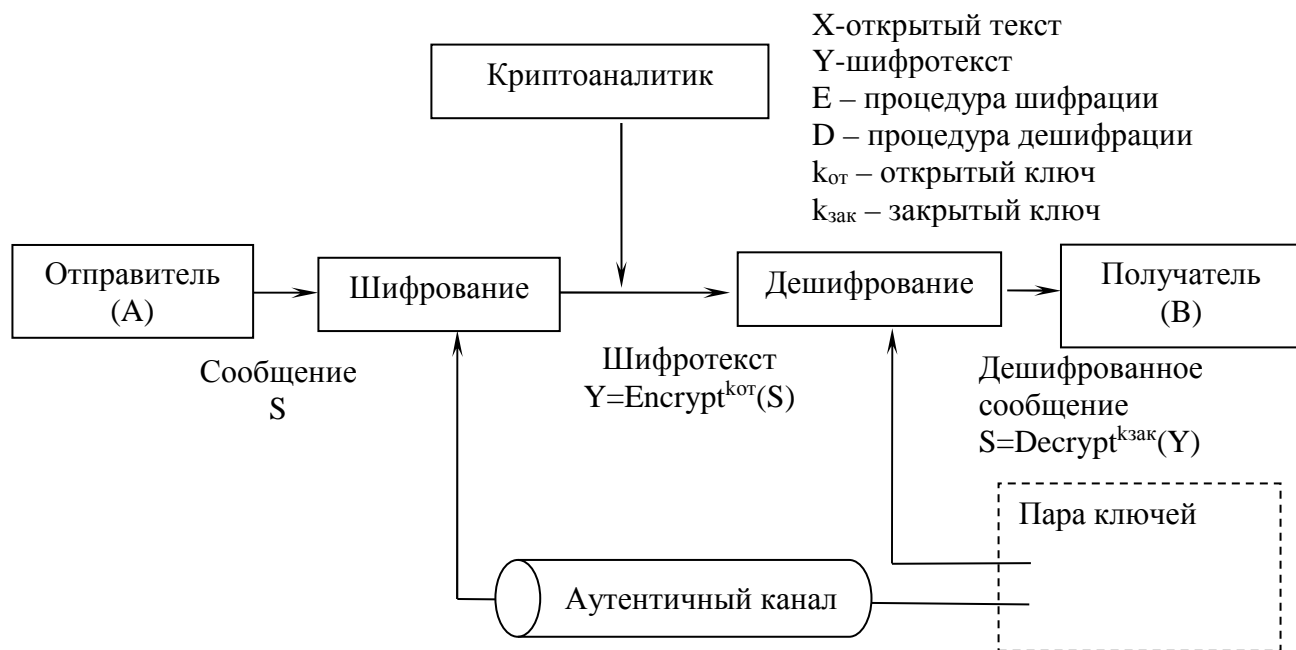 X-открытый текст
Y-шифротекст
E – процедура шифрации
D – процедура дешифрации
kот – открытый ключ
kзак – закрытый ключ
Криптоаналитик
Отправитель
(A)
Шифрование
Дешифрование
Получатель
(B)
Сообщение
S
Шифротекст
Y=Encryptkот(S)
Дешифрованное
сообщение
S=Decryptkзак(Y)
Пара ключей
Аутентичный канал